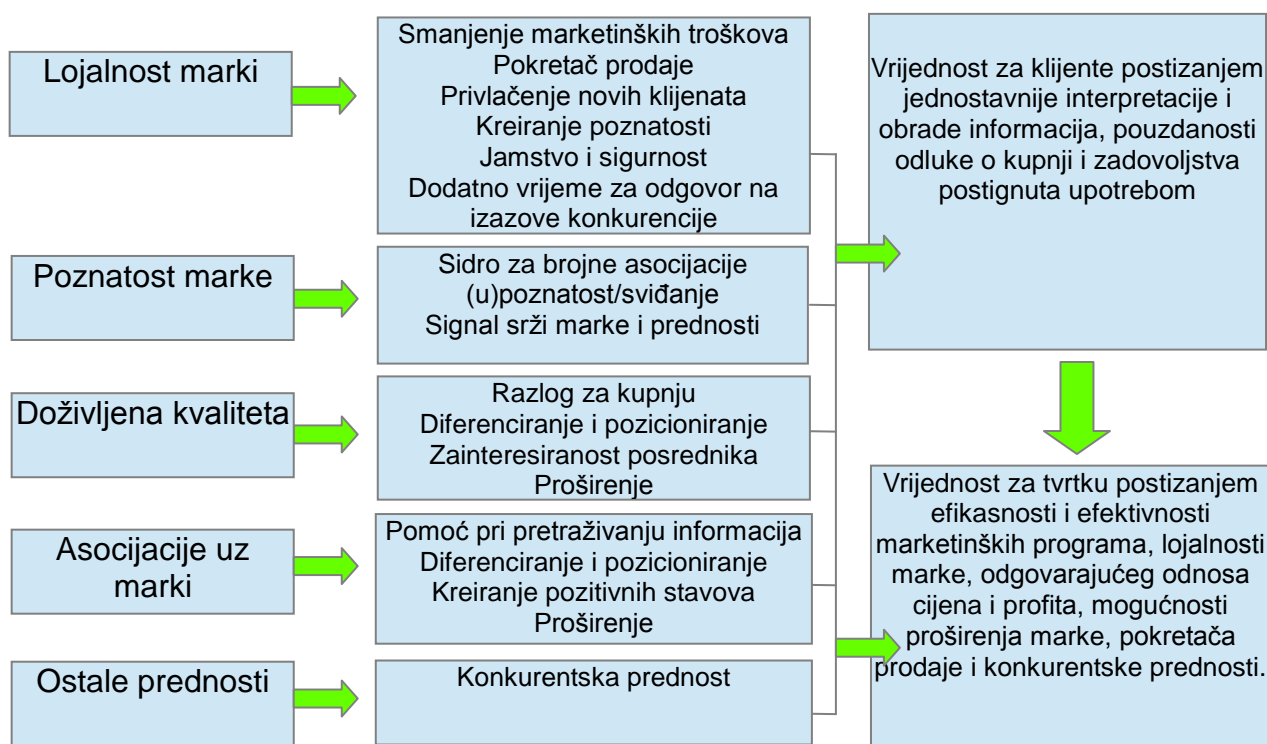 Lojalnost marki
Smanjenje marketinških troškova
Pokretač prodaje
Privlačenje novih klijenata
Kreiranje poznatosti
Jamstvo i sigurnost
Dodatno vrijeme za odgovor na
izazove konkurencije
Poznatost marke
Sidro za brojne asocijacije
(u)poznatost/sviđanje
Signal srži marke i prednosti
Doživljena kvaliteta
Razlog za kupnju
Diferenciranje i pozicioniranje
Zainteresiranost posrednika
Proširenje
Asocijacije uz
marki
Pomoć pri pretraživanju informacija
Diferenciranje i pozicioniranje
Kreiranje pozitivnih stavova
Proširenje
Ostale prednosti
Konkurentska prednost
Vrijednost za klijente postizanjem
jednostavnije interpretacije i
obrade informacija, pouzdanosti
odluke o kupnji i zadovoljstva
postignuta upotrebom
Vrijednost za tvrtku postizanjem
efikasnosti i efektivnosti
marketinških programa, lojalnosti
marke, odgovarajućeg odnosa
cijena i profita, mogućnosti
proširenja marke, pokretača
prodaje i konkurentske prednosti.